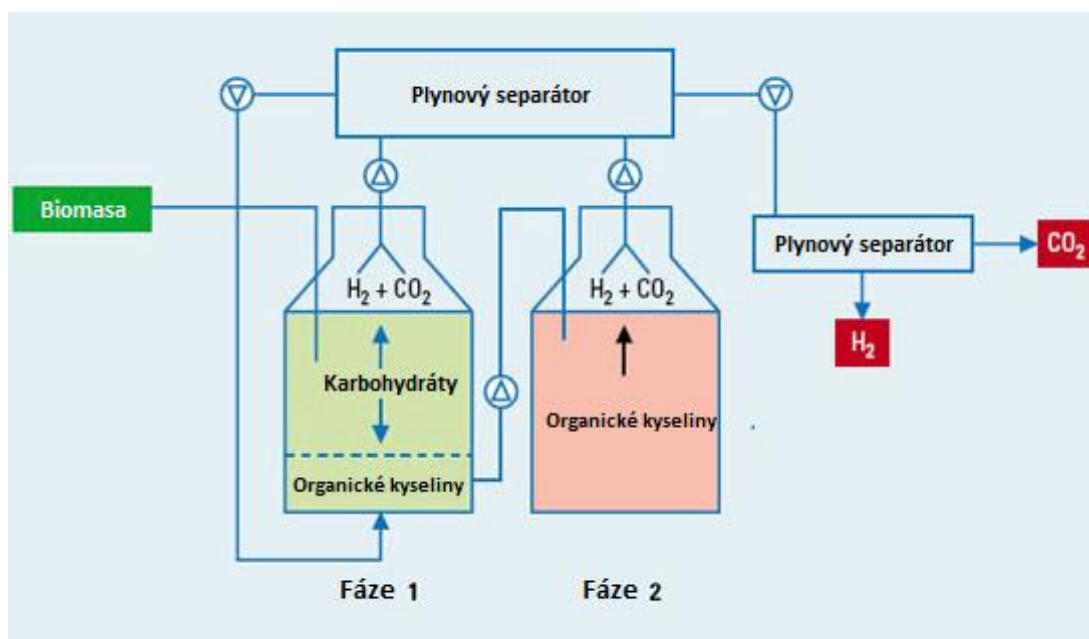 Plynový separátor
Biomasa
Plynový separátor
CO₂
H₂ + CO₂
H₂ + CO₂
H₂
Karbohydráty
Organické kyseliny
Organické kyseliny
Fáze 1
Fáze 2